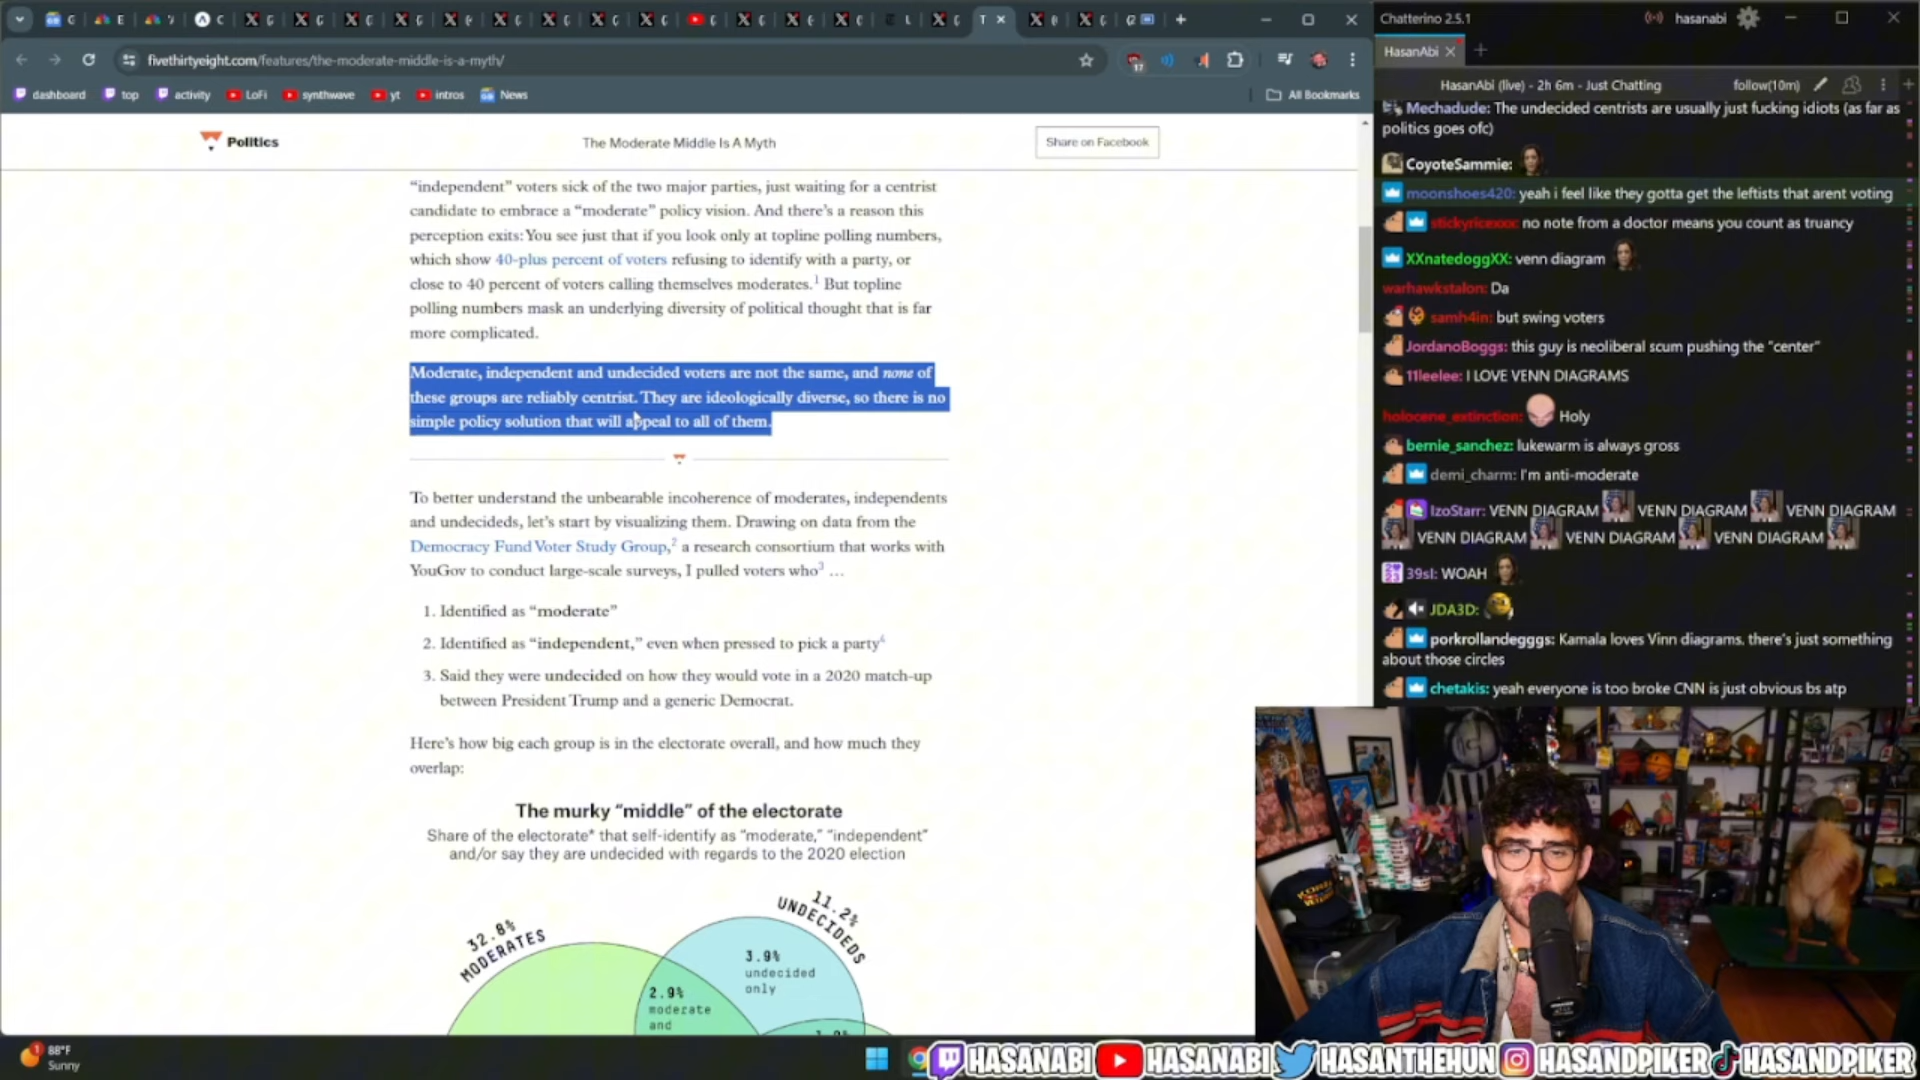 fivethirtyeight.com/features/the-moderate-middle-is-a-myth/
dashboard
top
activity
LoFi
synthwave
yt
intros
News
All Bookmarks
Politics
The Moderate Middle Is A Myth
Share on Facebook
“independent” voters sick of the two major parties, just waiting for a centrist
candidate to embrace a “moderate” policy vision. And there’s a reason this
perception exits: You see just that if you look only at topline polling numbers,
which show 40-plus percent of voters refusing to identify with a party, or
close to 40 percent of voters calling themselves moderates.1 But topline
polling numbers mask an underlying diversity of political thought that is far
more complicated.
Moderate, independent and undecided voters are not the same, and none of
these groups are reliably centrist. They are ideologically diverse, so there is no
simple policy solution that will appeal to all of them.
To better understand the unbearable incoherence of moderates, independents
and undecideds, let’s start by visualizing them. Drawing on data from the
Democracy Fund Voter Study Group,2 a research consortium that works with
YouGov to conduct large-scale surveys, I pulled voters who3 …
1. Identified as “moderate”
2. Identified as “independent,” even when pressed to pick a party4
3. Said they were undecided on how they would vote in a 2020 match-up
between President Trump and a generic Democrat.
Here’s how big each group is in the electorate overall, and how much they
overlap:
The murky “middle” of the electorate
Share of the electorate* that self-identify as “moderate,” “independent”
and/or say they are undecided with regards to the 2020 election
32.8%
MODERATES
11.2%
UNDECIDEDS
3.9%
undecided
only
2.9%
moderate
and
88°F
Sunny
Chatterino 2.5.1
hasanabi
HasanAbi
HasanAbi (live) - 2h 6m - Just Chatting
follow(10m)
Mechadude: The undecided centrists are usually just fucking idiots (as far as
politics goes ofc)
CoyoteSammie:
moonshoes420: yeah i feel like they gotta get the leftists that arent voting
stickyricexxx: no note from a doctor means you count as truancy
XXnatedoggXX: venn diagram
warhawkstalon: Da
samh4in: but swing voters
JordanoBoggs: this guy is neoliberal scum pushing the "center"
11leelee: I LOVE VENN DIAGRAMS
holocene_extinction: Holy
bernie_sanchez: lukewarm is always gross
demi_charm: I'm anti-moderate
IzoStarr: VENN DIAGRAM VENN DIAGRAM VENN DIAGRAM
VENN DIAGRAM VENN DIAGRAM VENN DIAGRAM
39sl: WOAH
JDA3D:
porkrollandegggs: Kamala loves Vinn diagrams. there's just something
about those circles
chetakis: yeah everyone is too broke CNN is just obvious bs atp
HASANABI
HASANABI
HASANTHEHUN
HASANDPIKER
HASANDPIKER